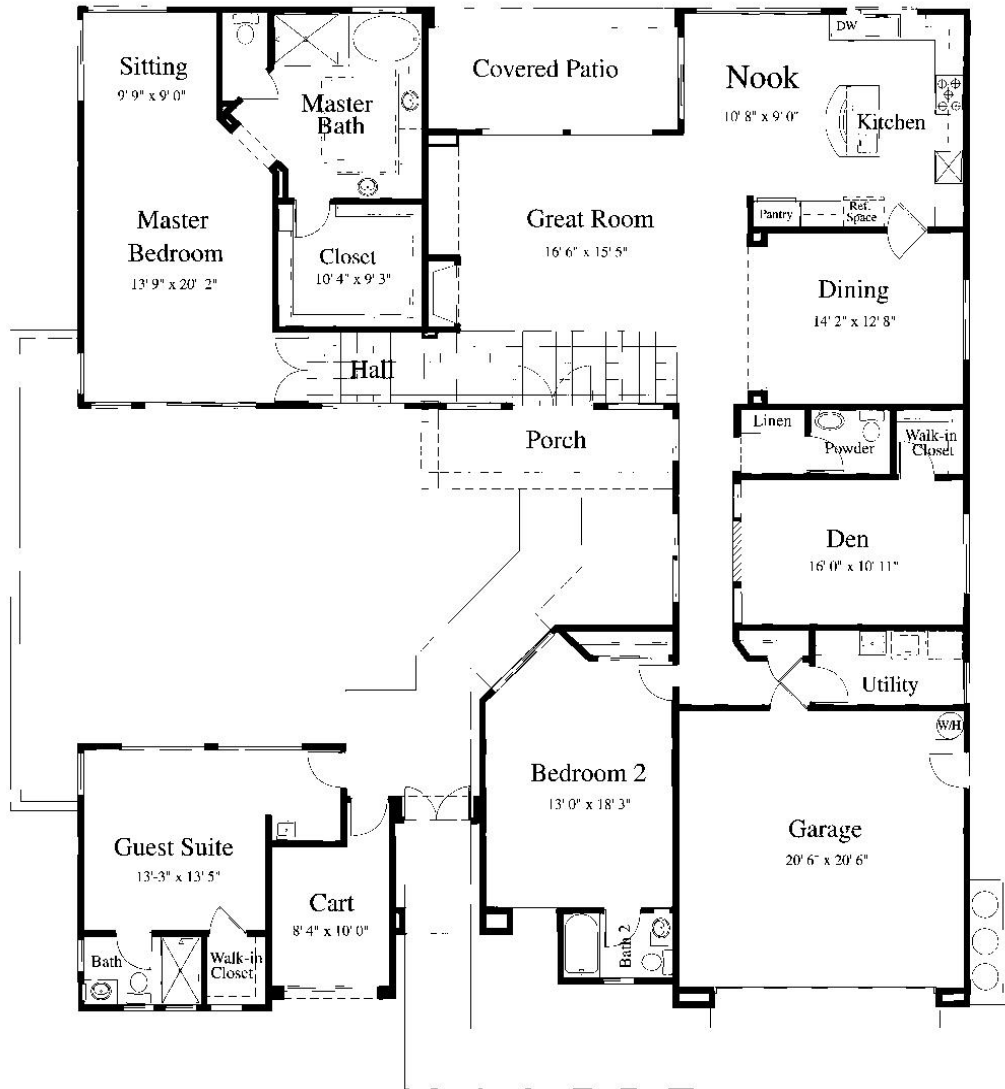 DW
Sitting
9' 9" x 9' 0"
Covered Patio
Nook
10' 8" x 9' 0"
Master
Bath
Kitchen
Master
Bedroom
13' 9" x 20' 2"
Closet
10' 4" x 9' 3"
Great Room
16' 6" x 15' 5"
Pantry
Ref.
Space
Dining
14' 2" x 12' 8"
Hall
Porch
Linen
Powder
Walk-in
Closet
Den
16' 0" x 10' 11"
Utility
W/H
Bedroom 2
13' 0" x 18' 3"
Garage
20' 6" x 20' 6"
Guest Suite
13'-3" x 13' 5"
Cart
8' 4" x 10' 0"
Bath
Walk-in
Closet
Bath 2